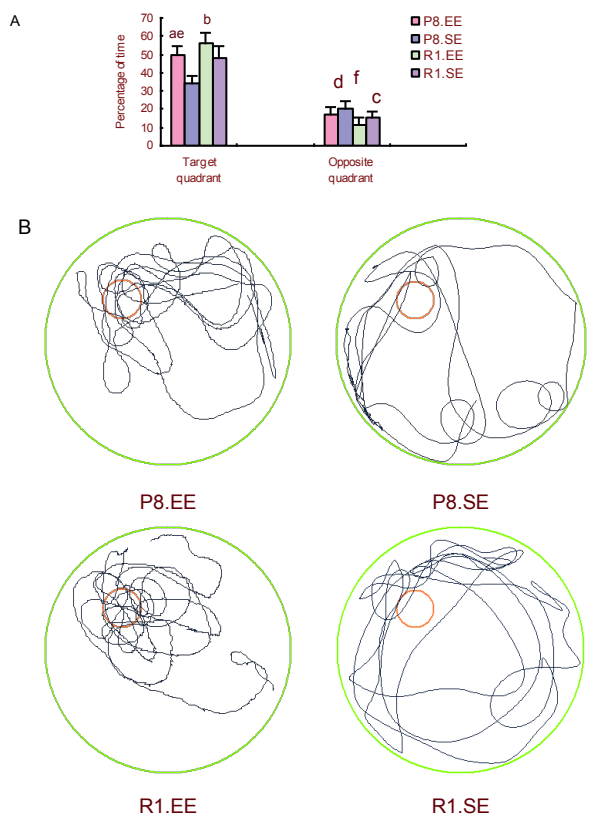 A
Percentage of time
70
60
50
40
30
20
10
0
ae
b
d
f
c
P8.EE
P8.SE
R1.EE
R1.SE
Target
quadrant
Opposite
quadrant
B
P8.EE
P8.SE
R1.EE
R1.SE